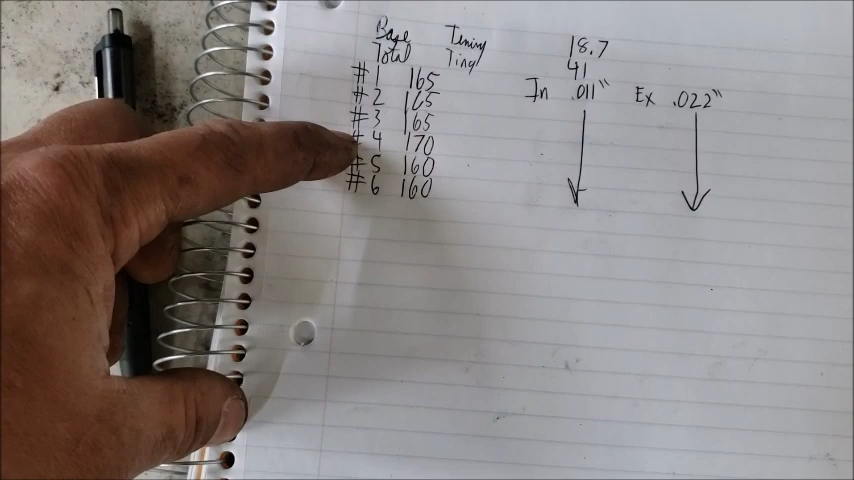 Base Timing 18.7
Total Timg 41
In .011" Ex .022"
#1 165
#2 165
#3 165
#4 170
#5 160
#6 160